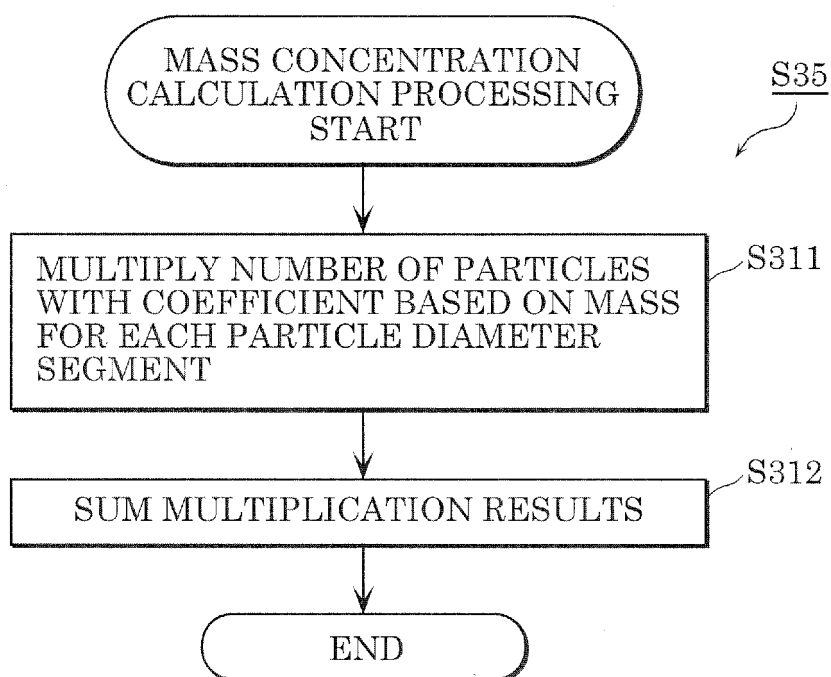 MASS CONCENTRATION
CALCULATION PROCESSING
START
S35
MULTIPLY NUMBER OF PARTICLES
WITH COEFFICIENT BASED ON MASS
FOR EACH PARTICLE DIAMETER
SEGMENT
S311
SUM MULTIPLICATION RESULTS
S312
END